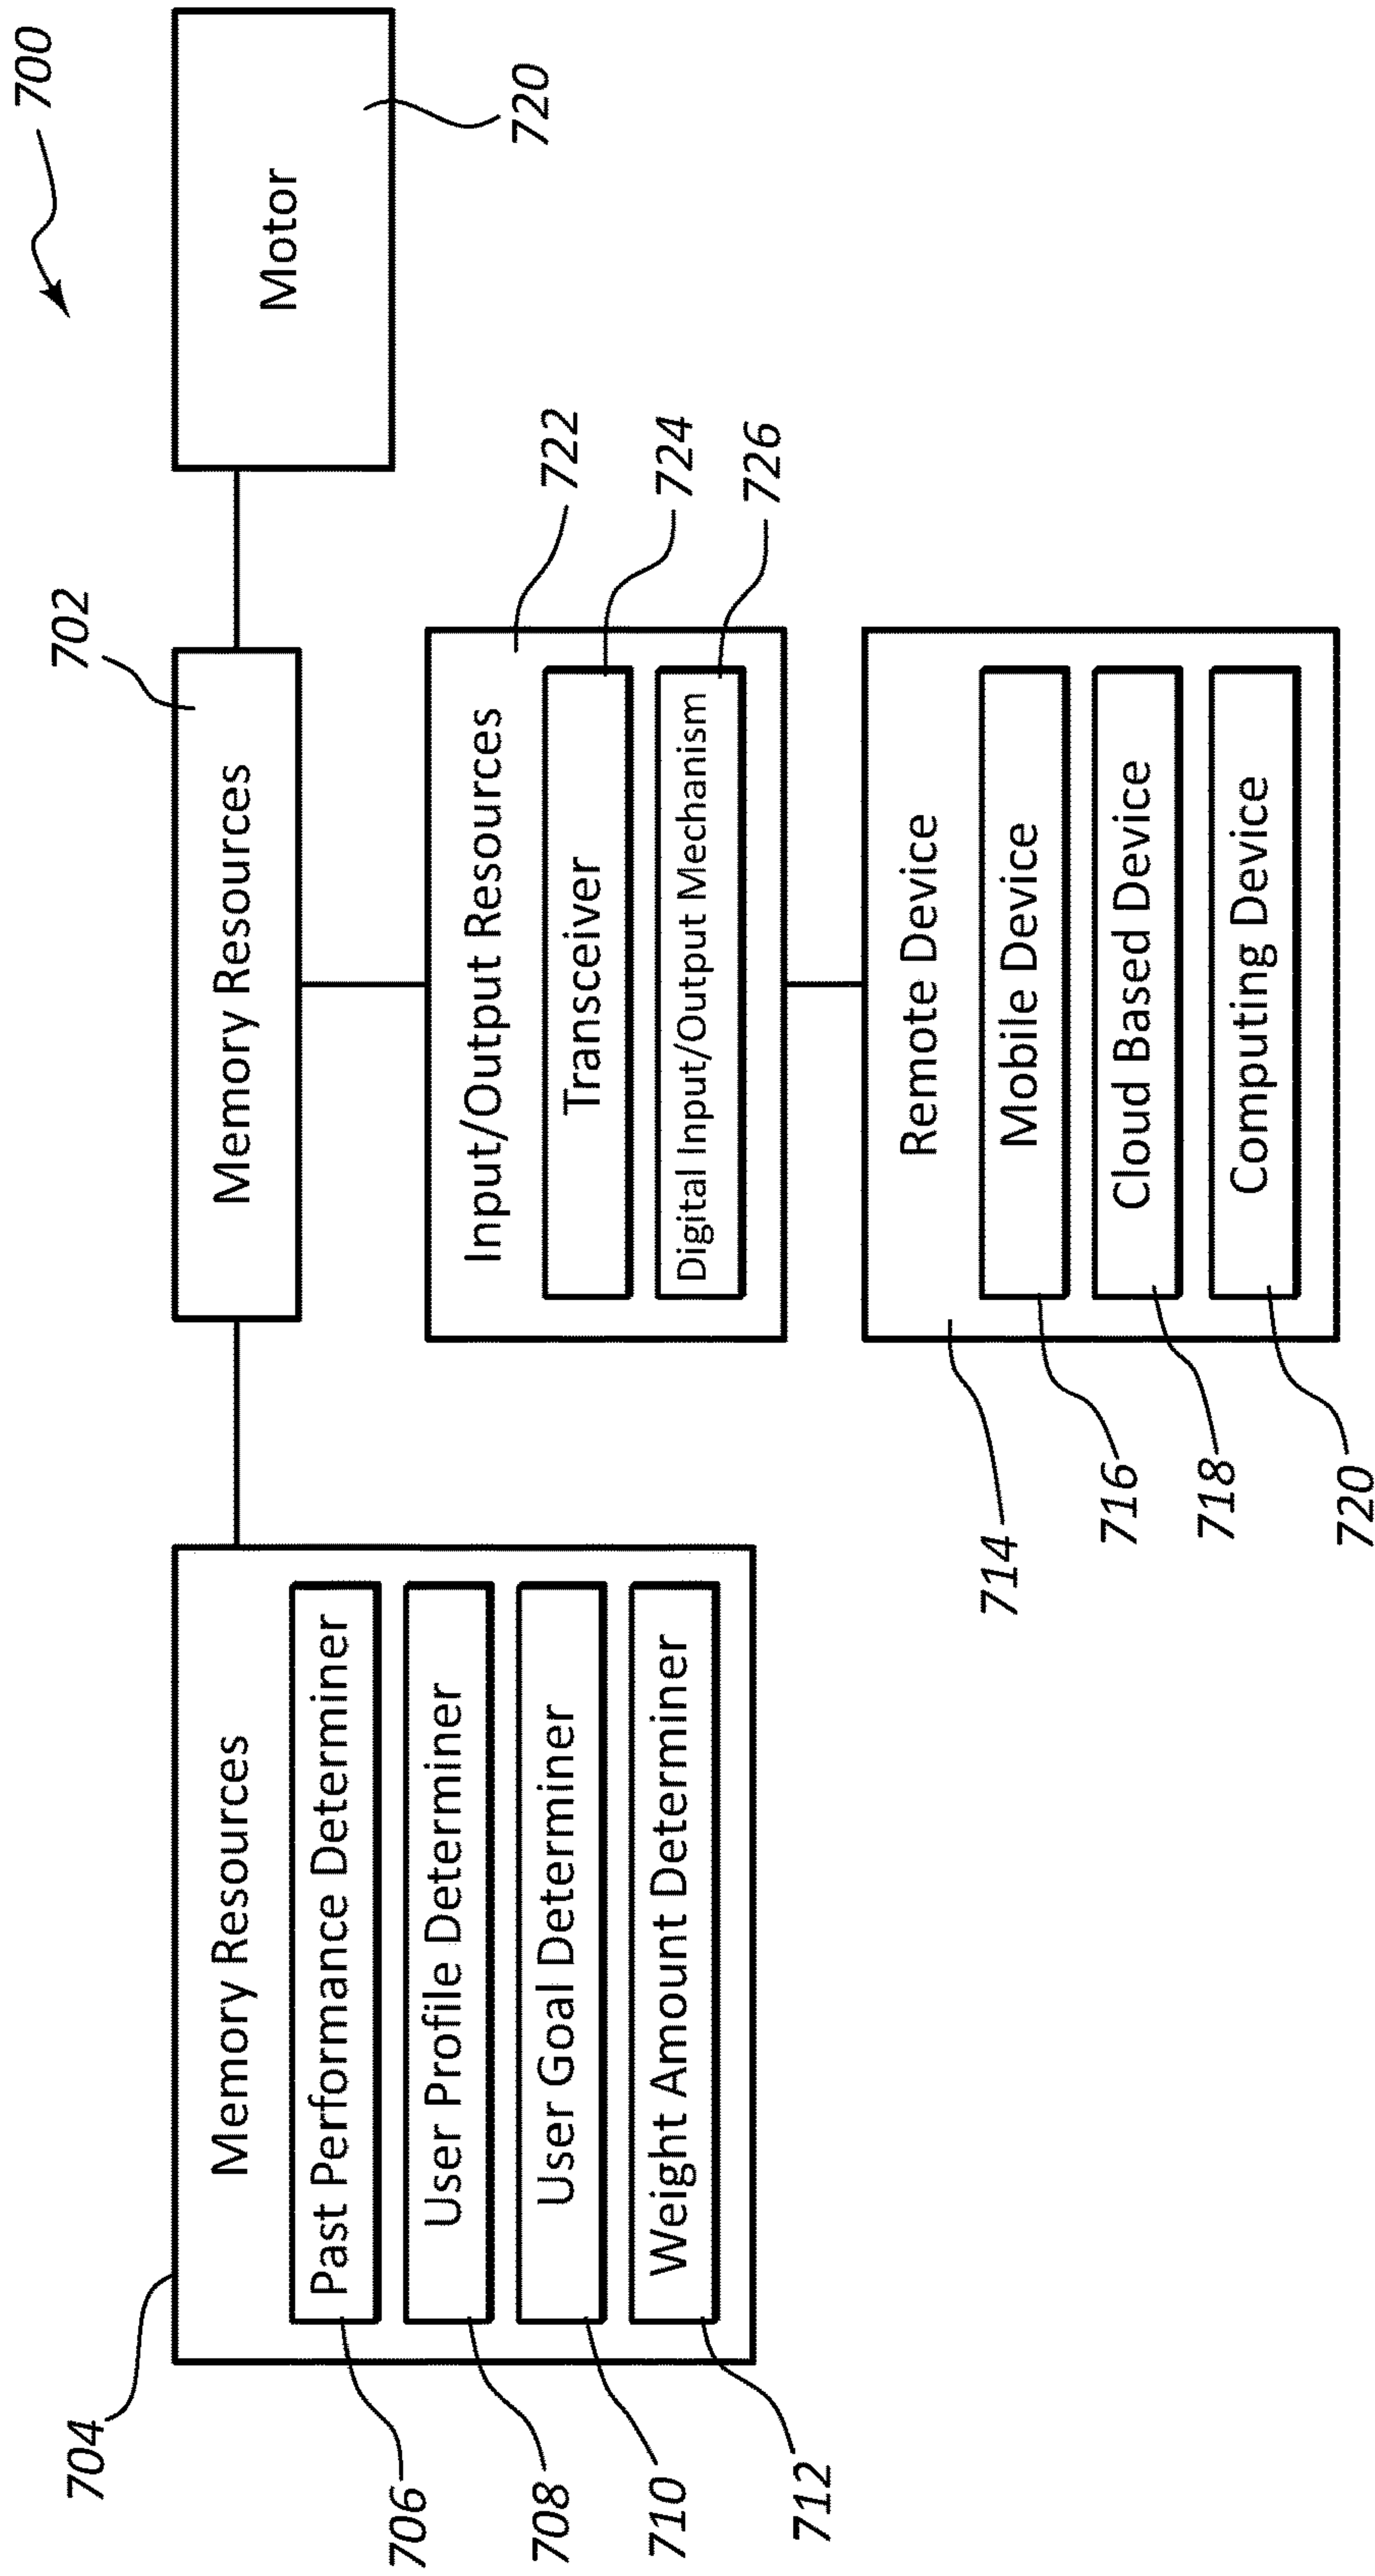 700
702
704
Memory Resources
Past Performance Determiner
User Profile Determiner
User Goal Determiner
Weight Amount Determiner
706
708
710
712
Memory Resources
Motor
720
Input/Output Resources
Transceiver
Digital Input/Output Mechanism
722
724
726
Remote Device
Mobile Device
Cloud Based Device
Computing Device
714
716
718
720